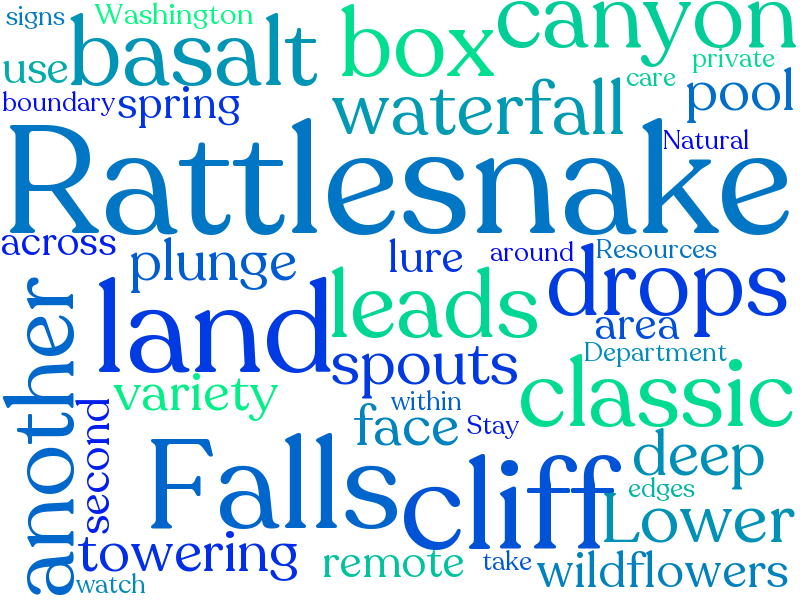 signs
Washington
canyon
use
basalt
box
private
care
boundary
spring
waterfall
pool
Natural
Rattlesnake
across
plunge
lure
around
Resources
another
land
leads
drops
area
spouts
Department
variety
within
classic
second
face
Stay
Falls
cliff
deep
edges
Lower
towering
remote
take
wildflowers
watch